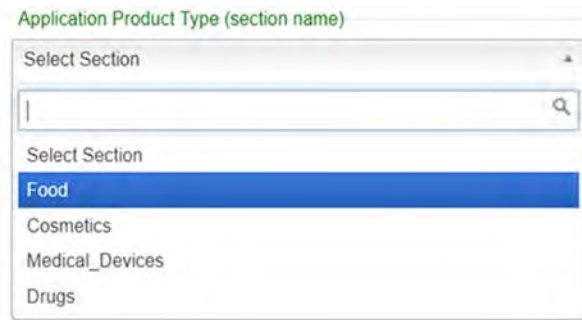 Application Product Type (section name)
Select Section
Select Section
Food
Cosmetics
Medical_Devices
Drugs